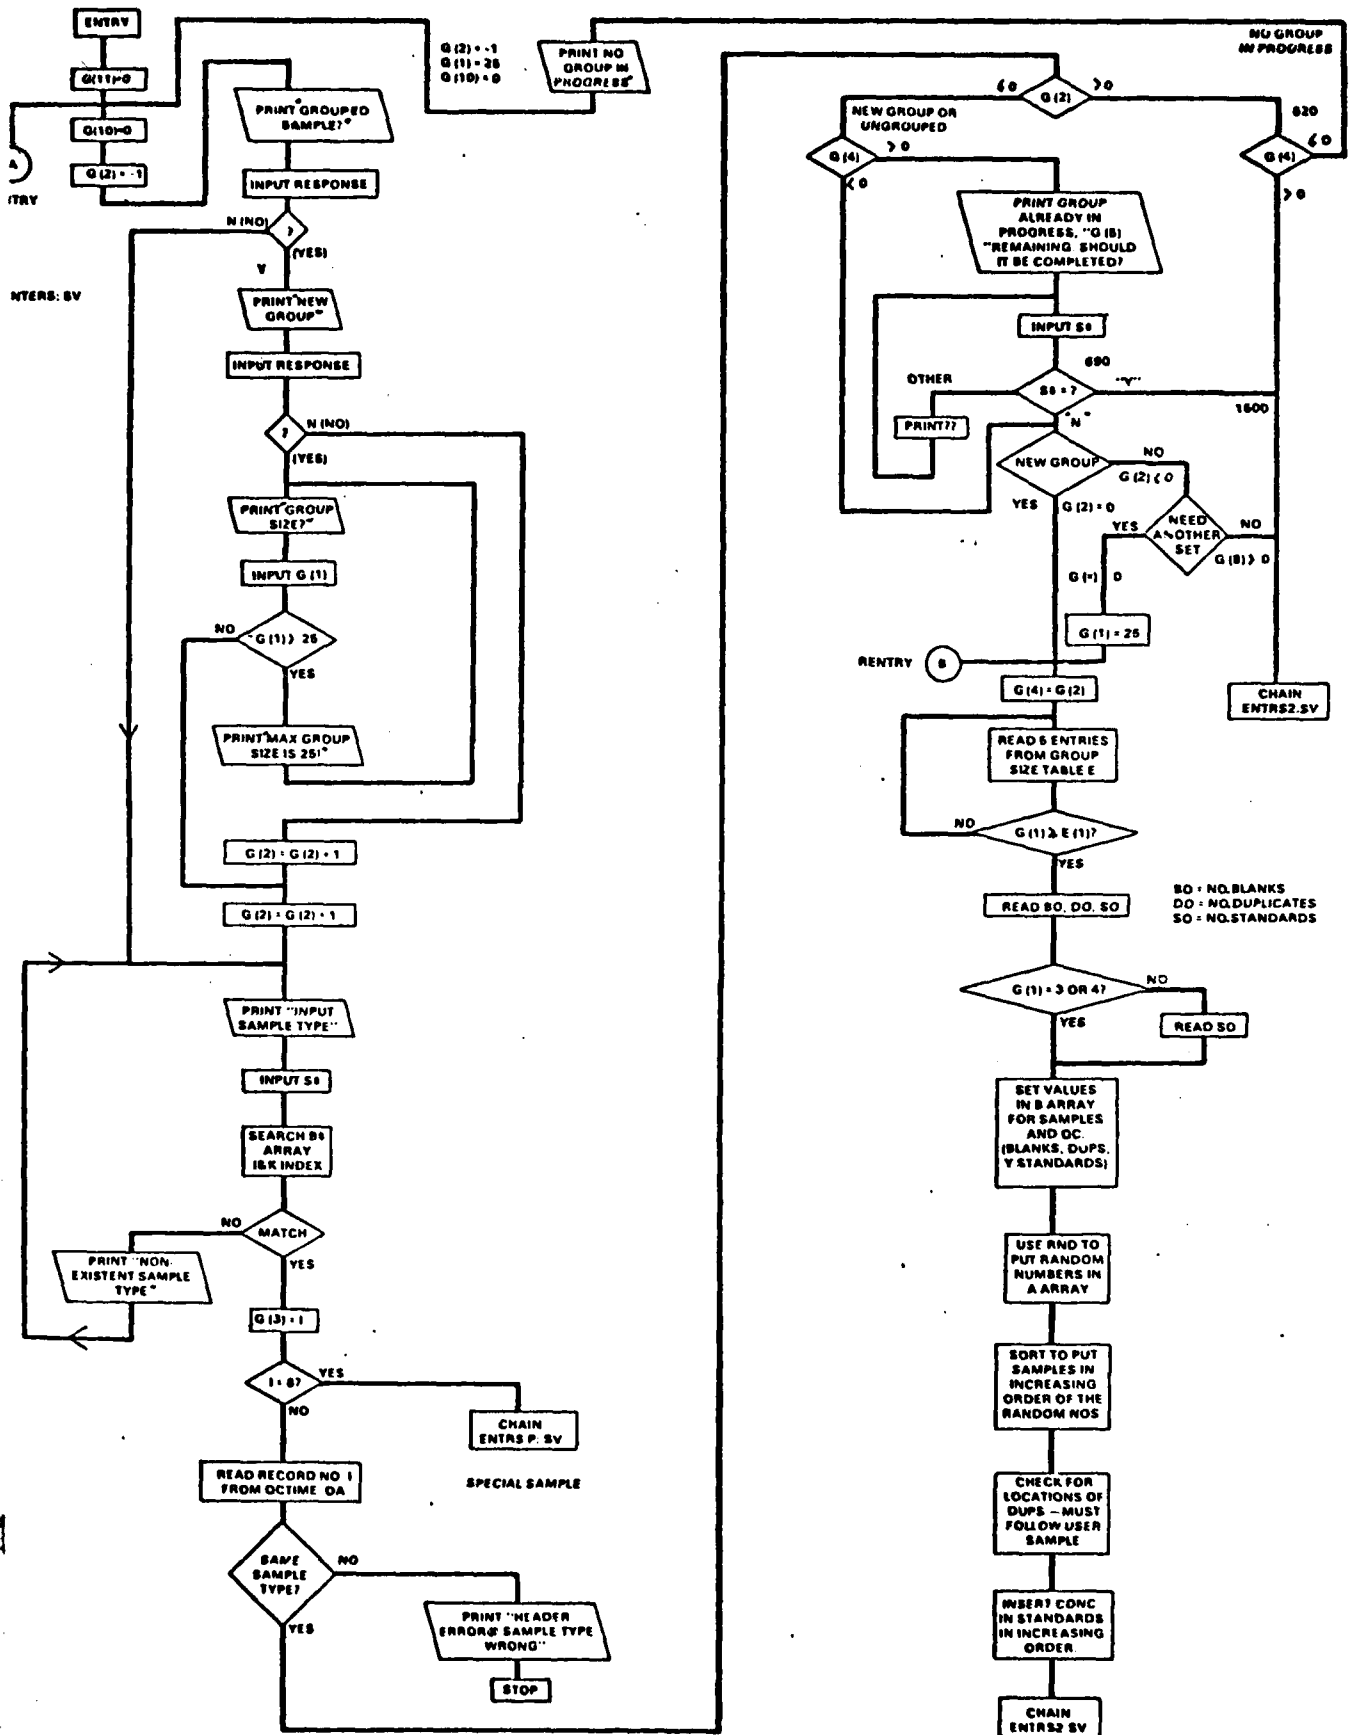 ENTRY
G(11)=0
G(10)=0
G(2) = -1
A
TRY
NTERS: SV
PRINT "GROUPED
SAMPLE?"
INPUT RESPONSE
N (NO)
?
(YES)
Y
PRINT "NEW
GROUP"
INPUT RESPONSE
?
N (NO)
(YES)
PRINT "GROUP
SIZE?"
INPUT G (1)
NO
G (1) > 25
YES
PRINT "MAX GROUP
SIZE IS 25!"
G (2) = G (2) + 1
G (2) = G (2) + 1
PRINT "INPUT
SAMPLE TYPE"
INPUT S$
SEARCH B$
ARRAY
I&K INDEX
NO
MATCH
YES
PRINT "NON-
EXISTENT SAMPLE
TYPE"
G (3) = I
I = 8?
YES
NO
CHAIN
ENTRS P. SV
SPECIAL SAMPLE
READ RECORD NO I
FROM QCTIME DA
SAME
SAMPLE
TYPE?
NO
YES
PRINT "HEADER
SAMPLE TYPE
WRONG"
STOP
G (2) = -1
G (1) = 25
G (10) = 0
PRINT NO
GROUP IN
PROGRESS"
NO GROUP
IN PROGRESS
≤ 0
G (2)
> 0
NEW GROUP OR
UNGROUPED
G (4)
> 0
< 0
620
G (4)
≤ 0
> 0
PRINT GROUP
ALREADY IN
PROGRESS, "G (8)
"REMAINING. SHOULD
IT BE COMPLETED?
INPUT S$
690
OTHER
S$ = ?
"Y"
PRINT??
"N"
1500
NEW GROUP
NO
G (2) < 0
YES
G (2) = 0
YES
NEED
ANOTHER
SET
NO
G (8) > 0
G (=) 0
G (1) = 25
RENTRY
B
G (4) = G (2)
CHAIN
ENTRS2.SV
READ 5 ENTRIES
FROM GROUP
SIZE TABLE E
NO
G (1) ≥ E (1)?
YES
READ BO, DO, SO
BO = NO. BLANKS
DO = NO. DUPLICATES
SO = NO. STANDARDS
G (1) = 3 OR 4?
NO
YES
READ SO
SET VALUES
IN B ARRAY
FOR SAMPLES
AND QC.
(BLANKS, DUPS,
Y STANDARDS)
USE RND TO
PUT RANDOM
NUMBERS IN
A ARRAY
SORT TO PUT
SAMPLES IN
INCREASING
ORDER OF THE
RANDOM NOS
CHECK FOR
LOCATIONS OF
DUPS – MUST
FOLLOW USER
SAMPLE
INSERT CONC
IN STANDARDS
IN INCREASING
ORDER.
CHAIN
ENTRS2 SV